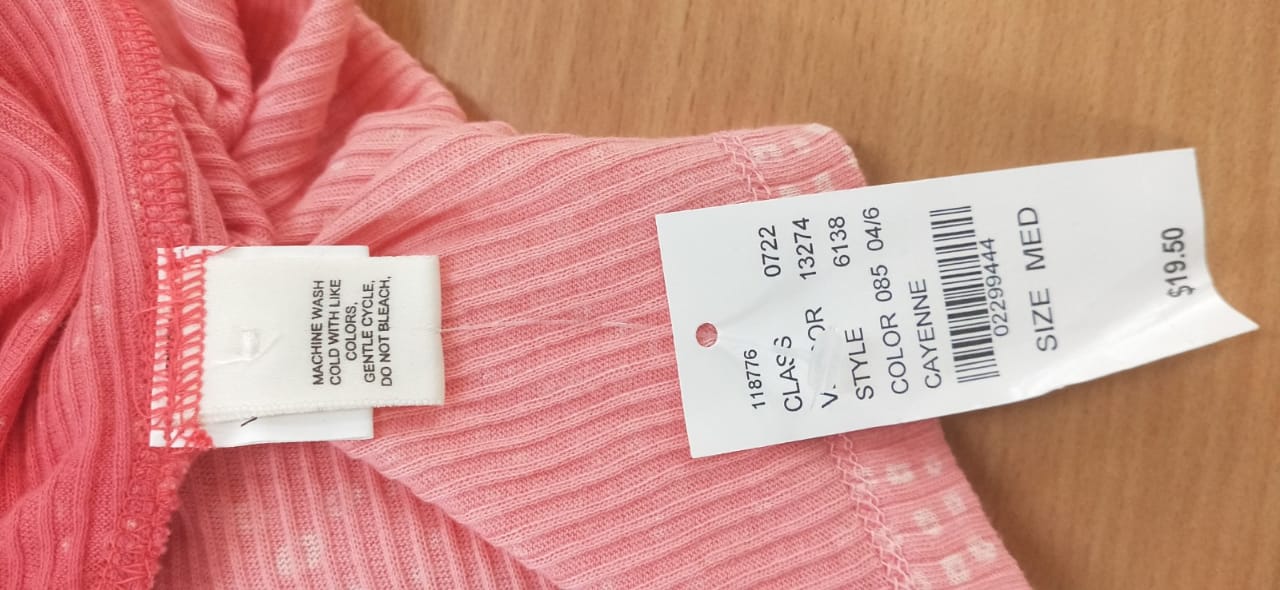 MACHINE WASH
COLD WITH LIKE
COLORS,
GENTLE CYCLE,
DO NOT BLEACH,
118776
CLASS 0722
13274
STYLE 6138
COLOR 085 04/6
CAYENNE
02299444
SIZE MED
$19.50